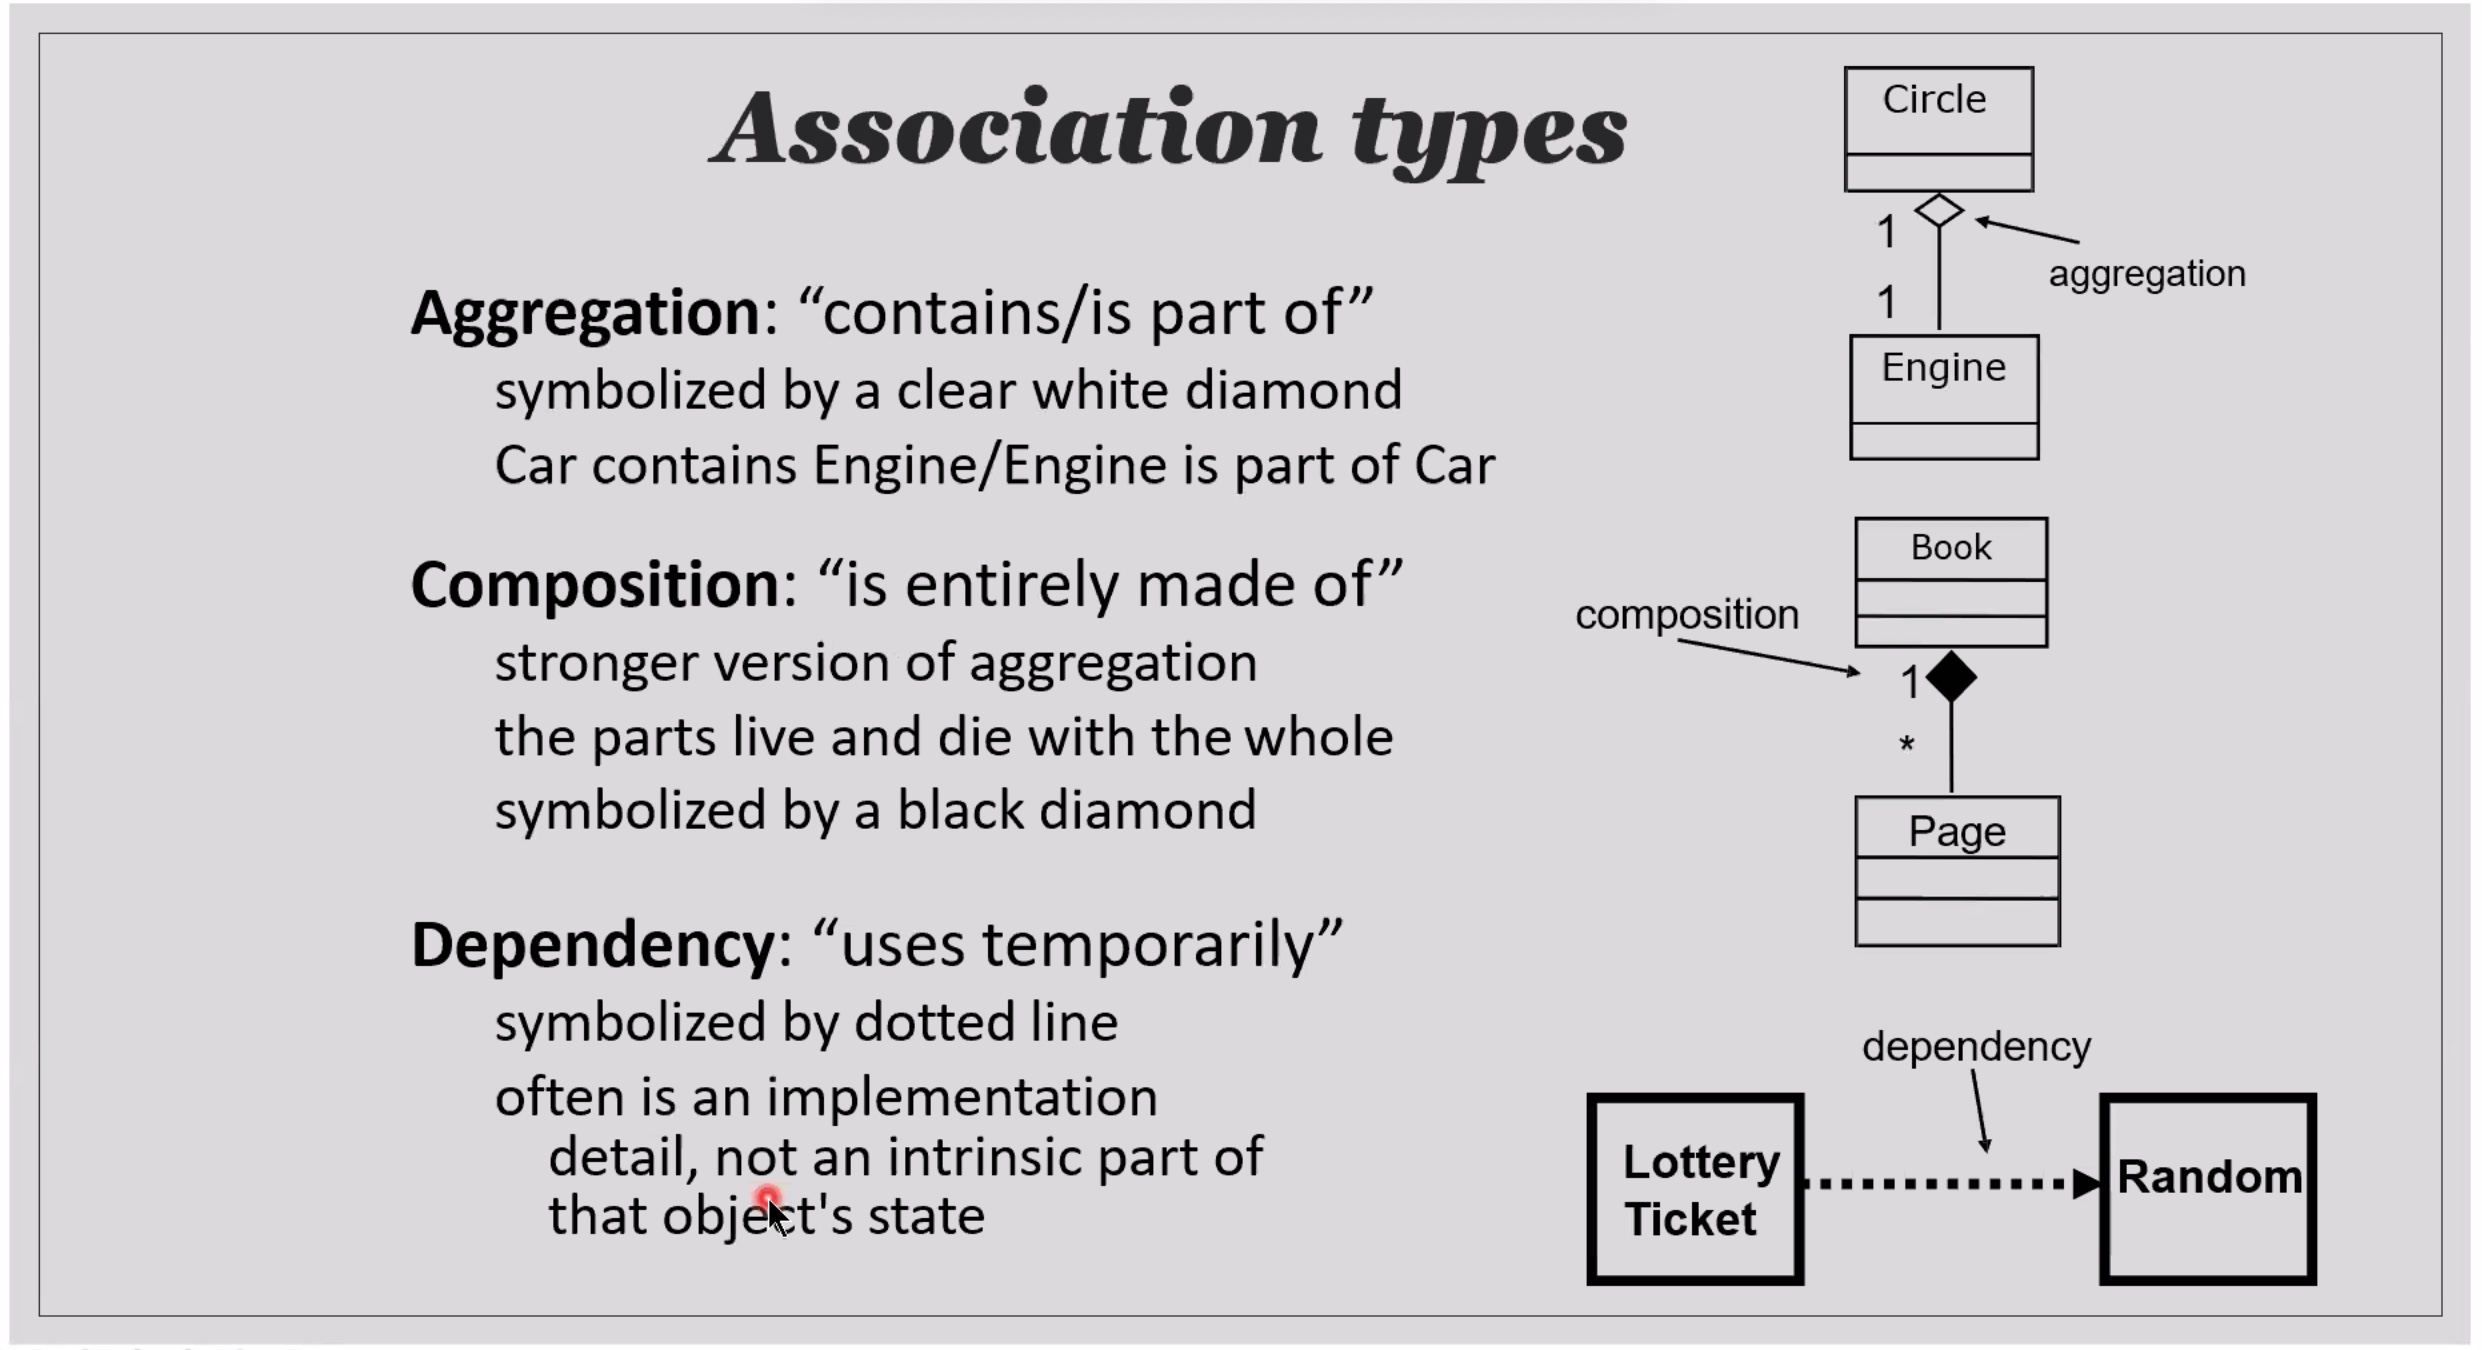 Association types
Aggregation: “contains/is part of”
symbolized by a clear white diamond
Car contains Engine/Engine is part of Car
Composition: “is entirely made of”
stronger version of aggregation
the parts live and die with the whole
symbolized by a black diamond
Dependency: “uses temporarily”
symbolized by dotted line
often is an implementation
detail, not an intrinsic part of
that object's state
Circle
1
aggregation
1
Engine
Book
composition
1
*
Page
dependency
Lottery
Ticket
Random